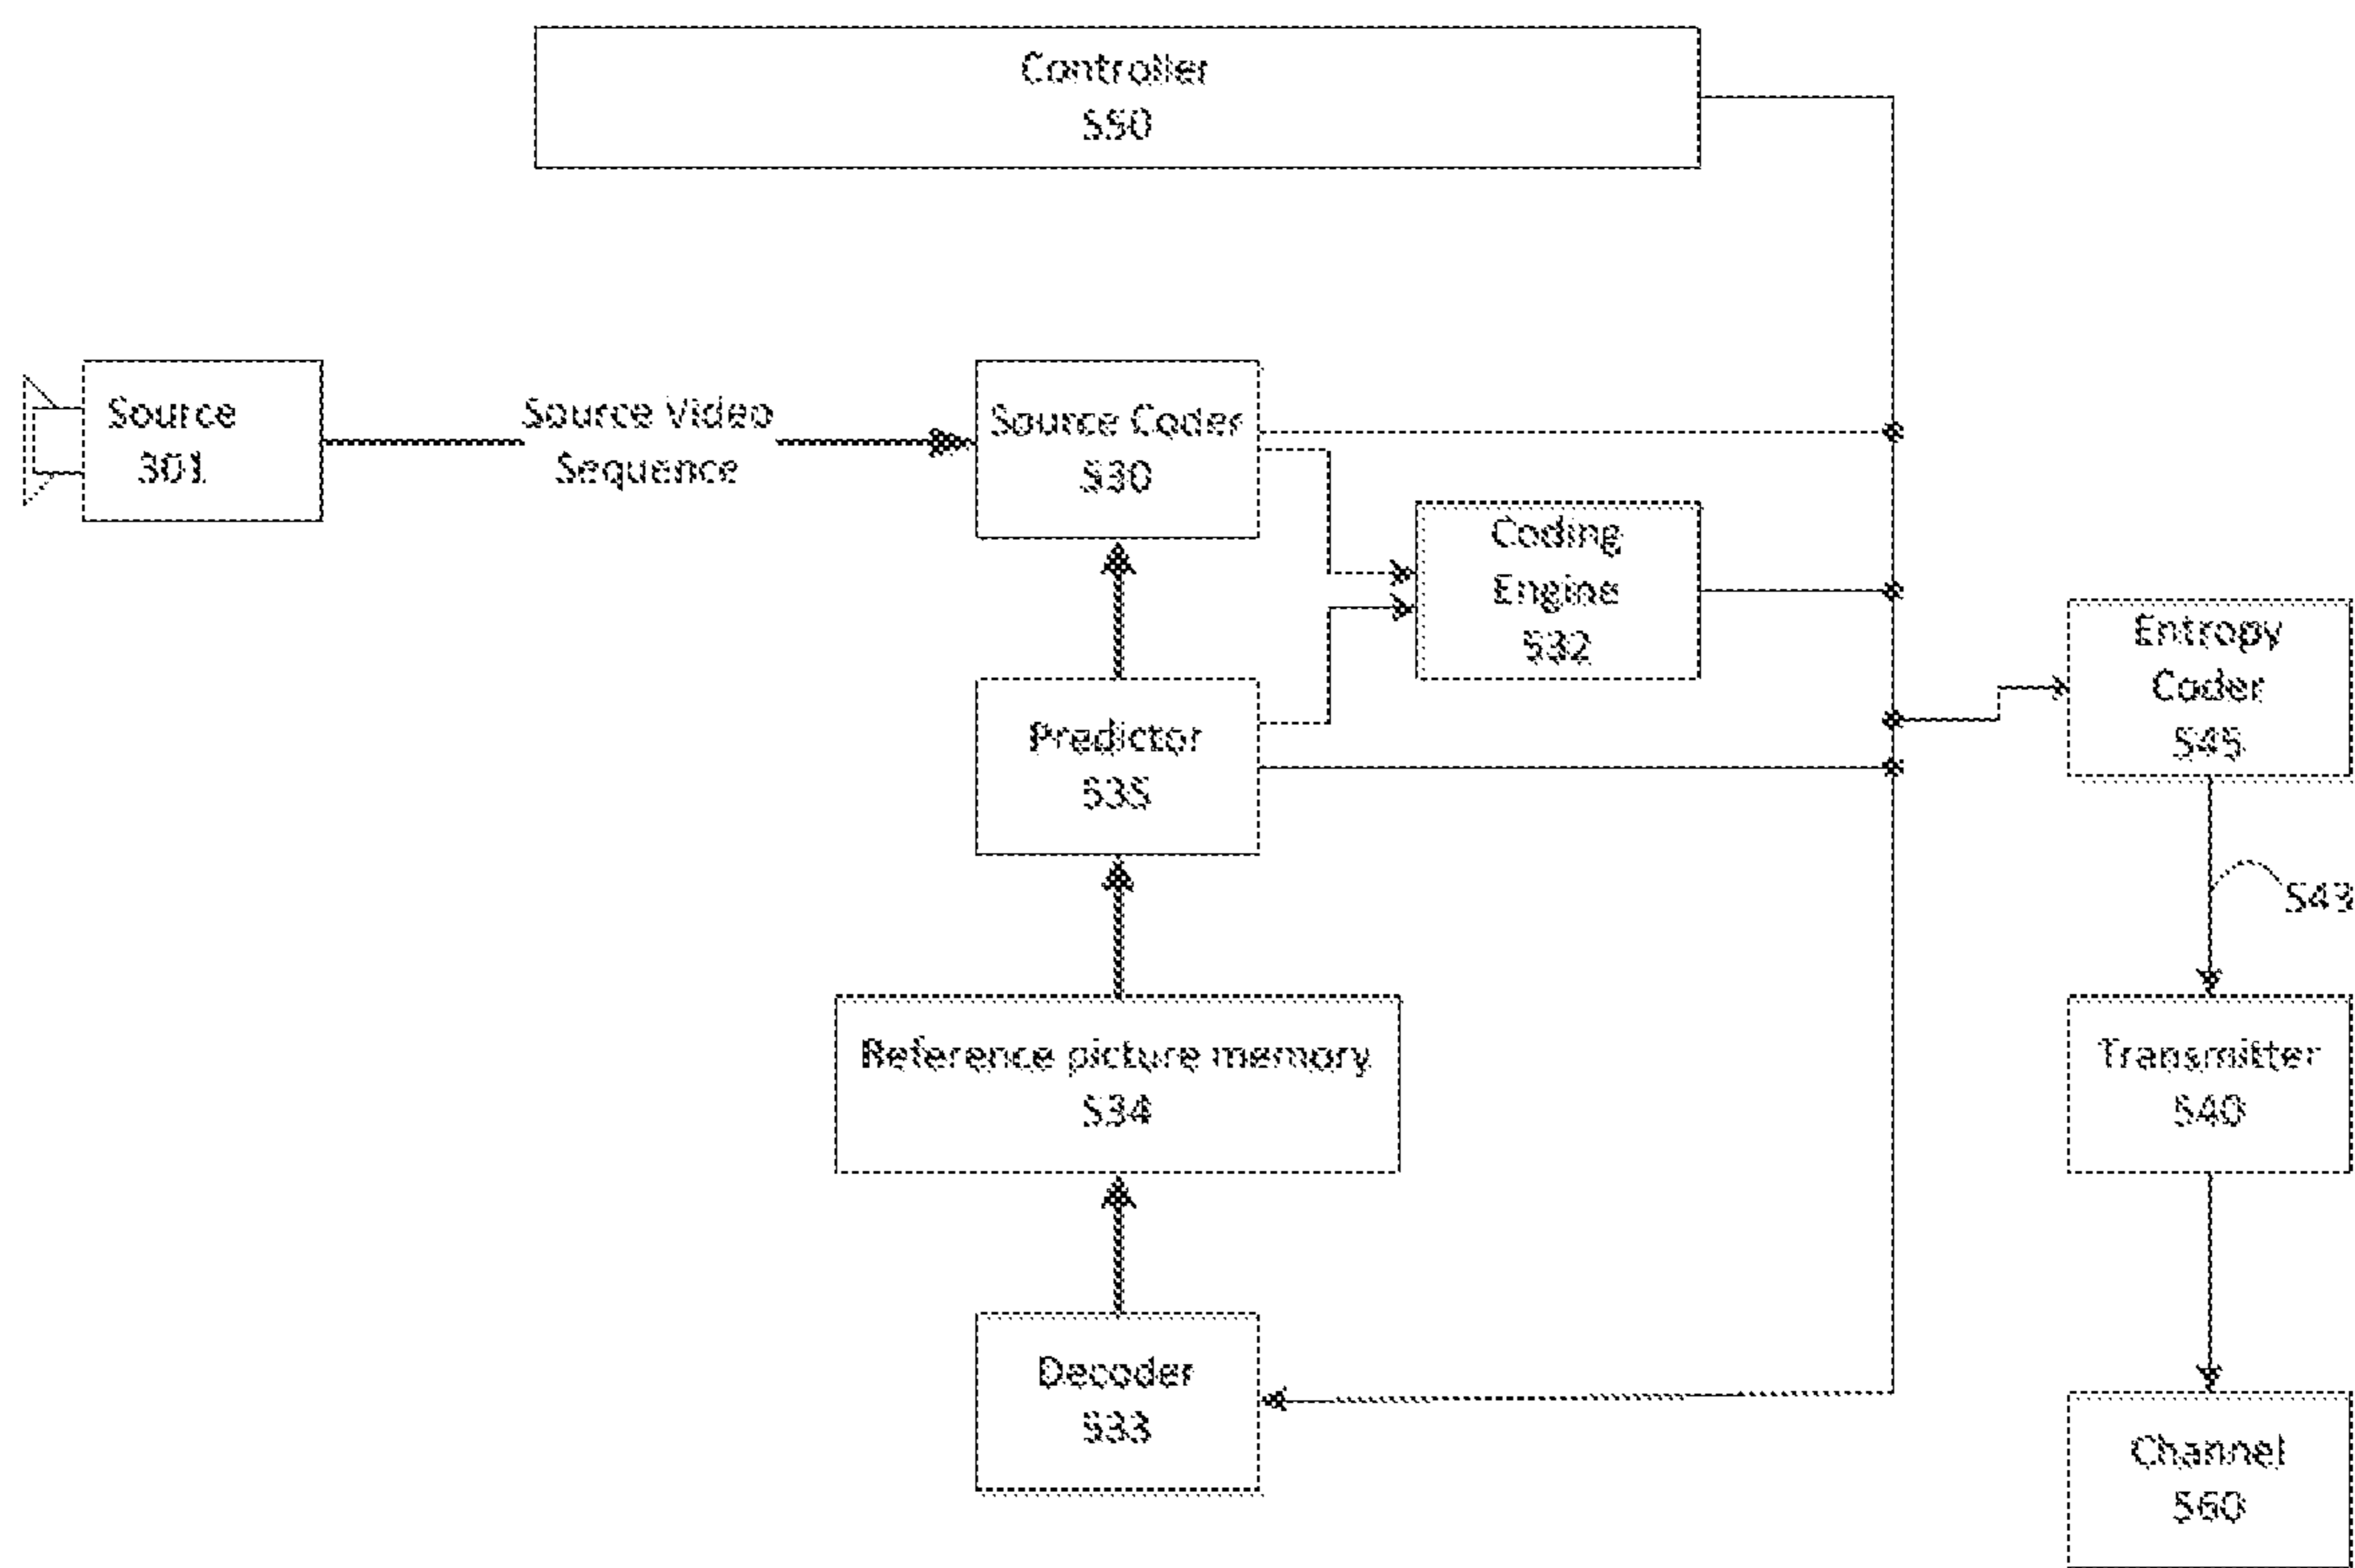 Controller
550
Source
301
Source Video
Sequence
Source Coder
530
Coding
Engine
532
Entropy
Coder
545
Predictor
535
543
Reference picture memory
534
Transmitter
540
Decoder
533
Channel
560